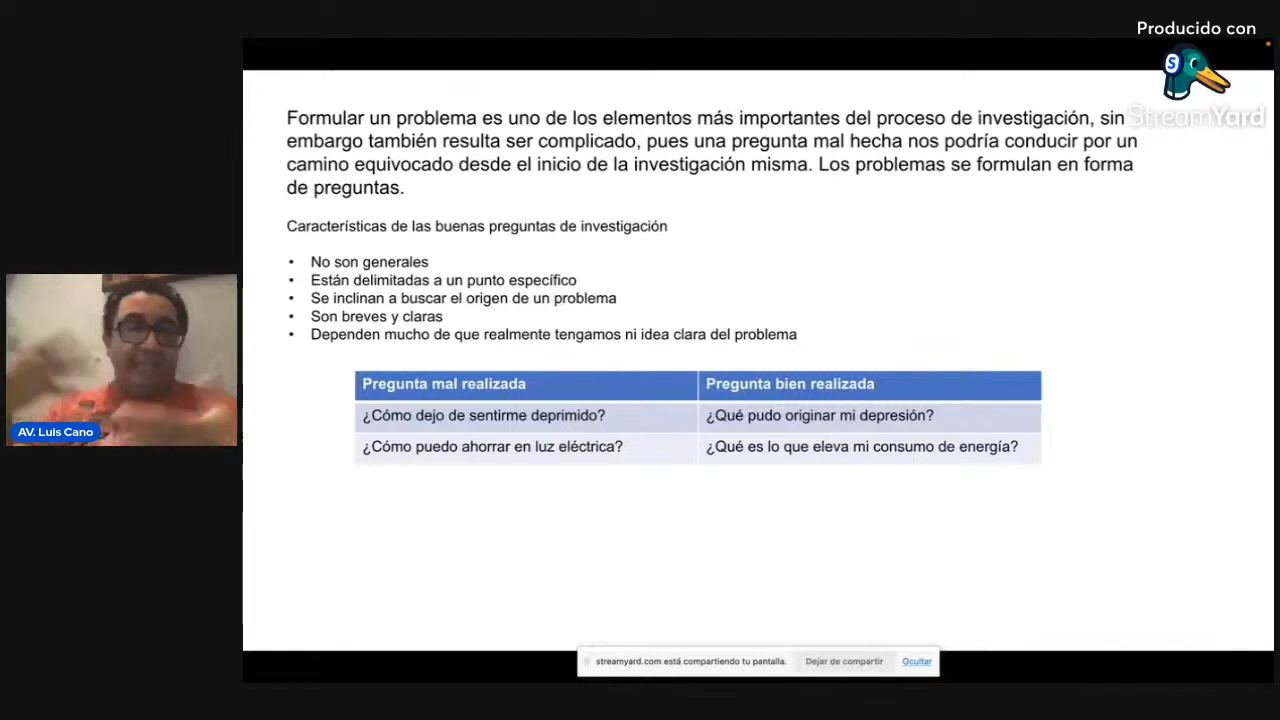 Producido con
StreamYard
Formular un problema es uno de los elementos más importantes del proceso de investigación, sin
embargo también resulta ser complicado, pues una pregunta mal hecha nos podría conducir por un
camino equivocado desde el inicio de la investigación misma. Los problemas se formulan en forma
de preguntas.
Características de las buenas preguntas de investigación
• No son generales
• Están delimitadas a un punto específico
• Se inclinan a buscar el origen de un problema
• Son breves y claras
• Dependen mucho de que realmente tengamos ni idea clara del problema
Pregunta mal realizada Pregunta bien realizada
¿Cómo dejo de sentirme deprimido? ¿Qué pudo originar mi depresión?
¿Cómo puedo ahorrar en luz eléctrica? ¿Qué es lo que eleva mi consumo de energía?
AV. Luis Cano
streamyard.com está compartiendo tu pantalla. Dejar de compartir Ocultar